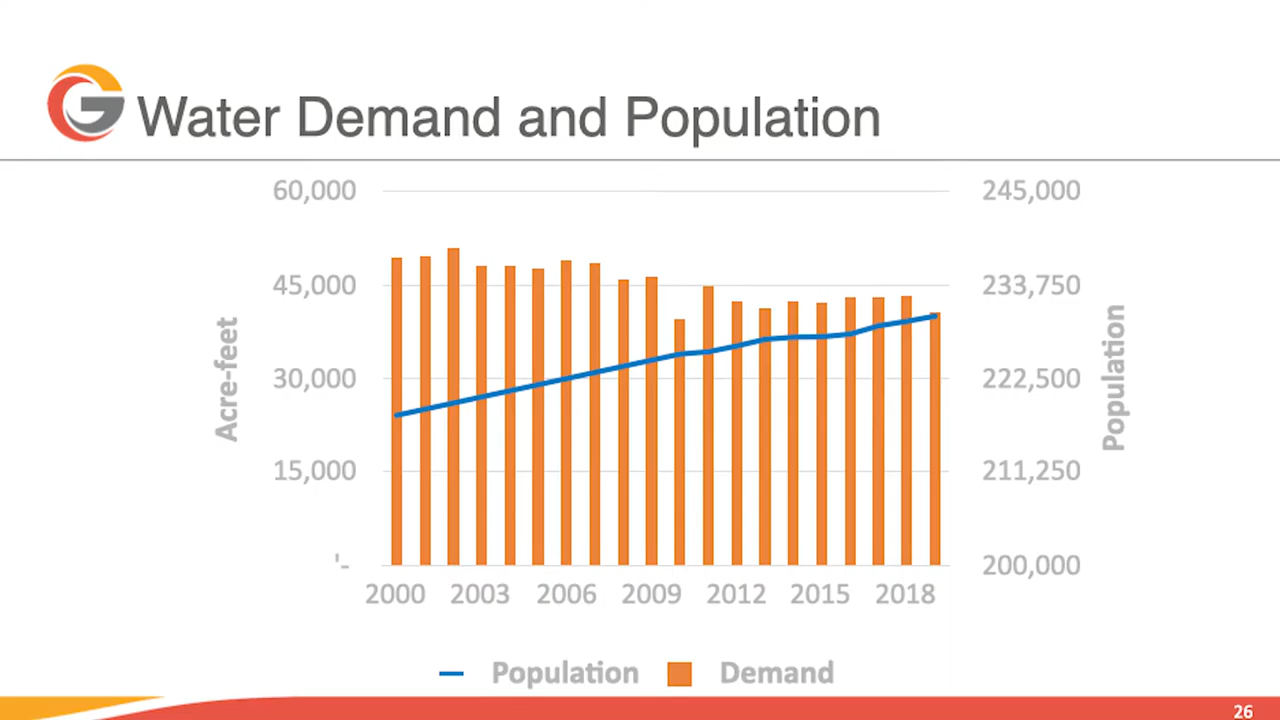 Water Demand and Population
60,000
45,000
30,000
15,000
'-
Acre-feet
245,000
233,750
222,500
211,250
200,000
Population
2000 2003 2006 2009 2012 2015 2018
Population Demand
26